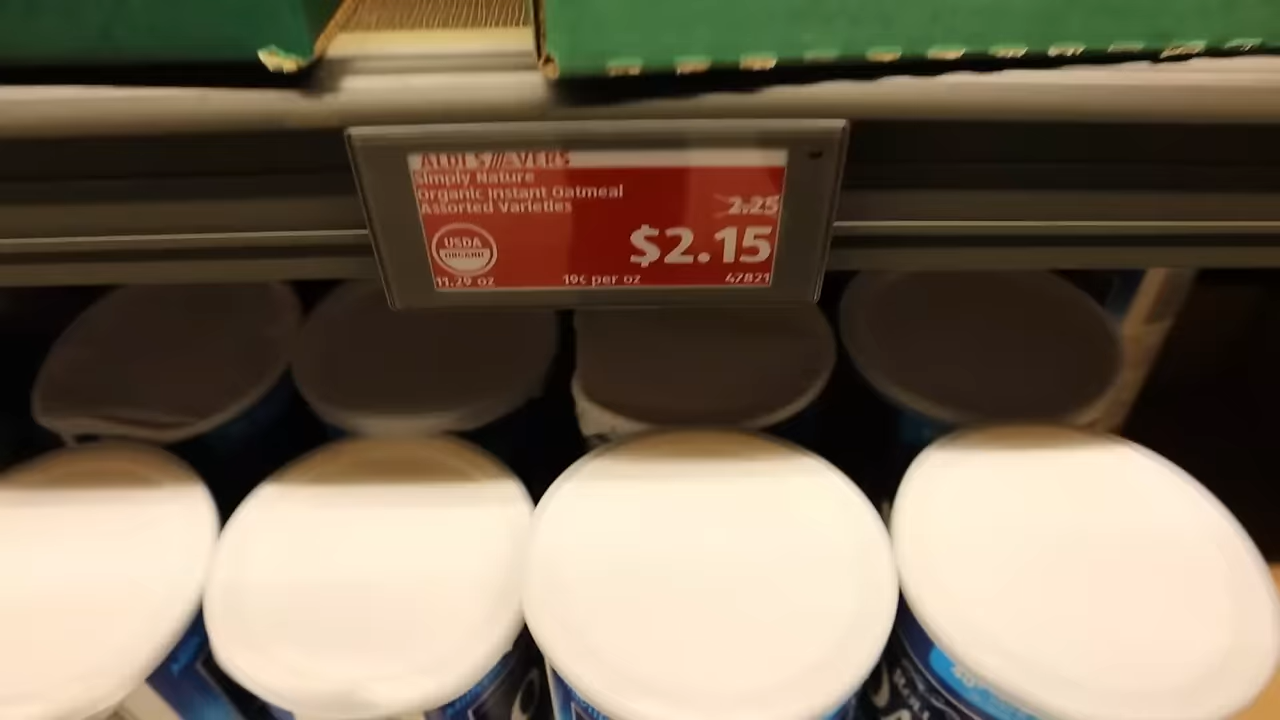 ALDI SAVERS
Simply Nature
Organic Instant Oatmeal
Assorted Varieties
2.25
$2.15
USDA
ORGANIC
11.29 oz
19¢ per oz
47821